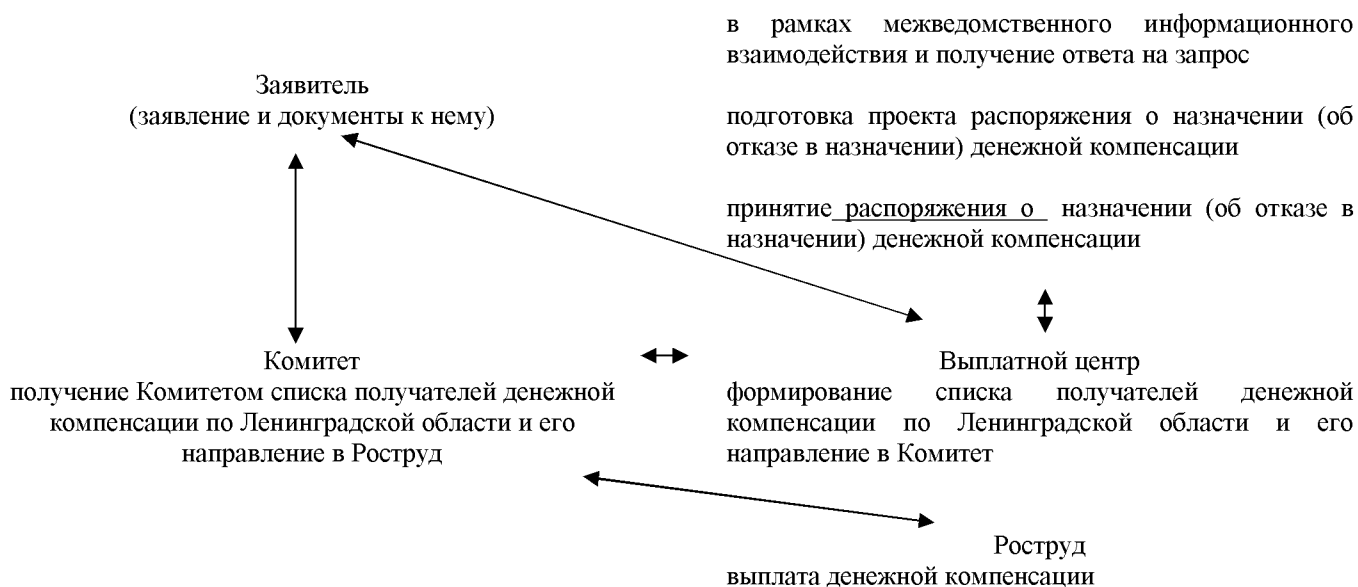 в рамках межведомственного информационного
взаимодействия и получение ответа на запрос
Заявитель
(заявление и документы к нему)
подготовка проекта распоряжения о назначении (об
отказе в назначении) денежной компенсации
принятие распоряжения о назначении (об отказе в
назначении) денежной компенсации
Комитет
получение Комитетом списка получателей денежной
компенсации по Ленинградской области и его
направление в Роструд
Выплатной центр
формирование списка получателей денежной
компенсации по Ленинградской области и его
направление в Комитет
Роструд
выплата денежной компенсации